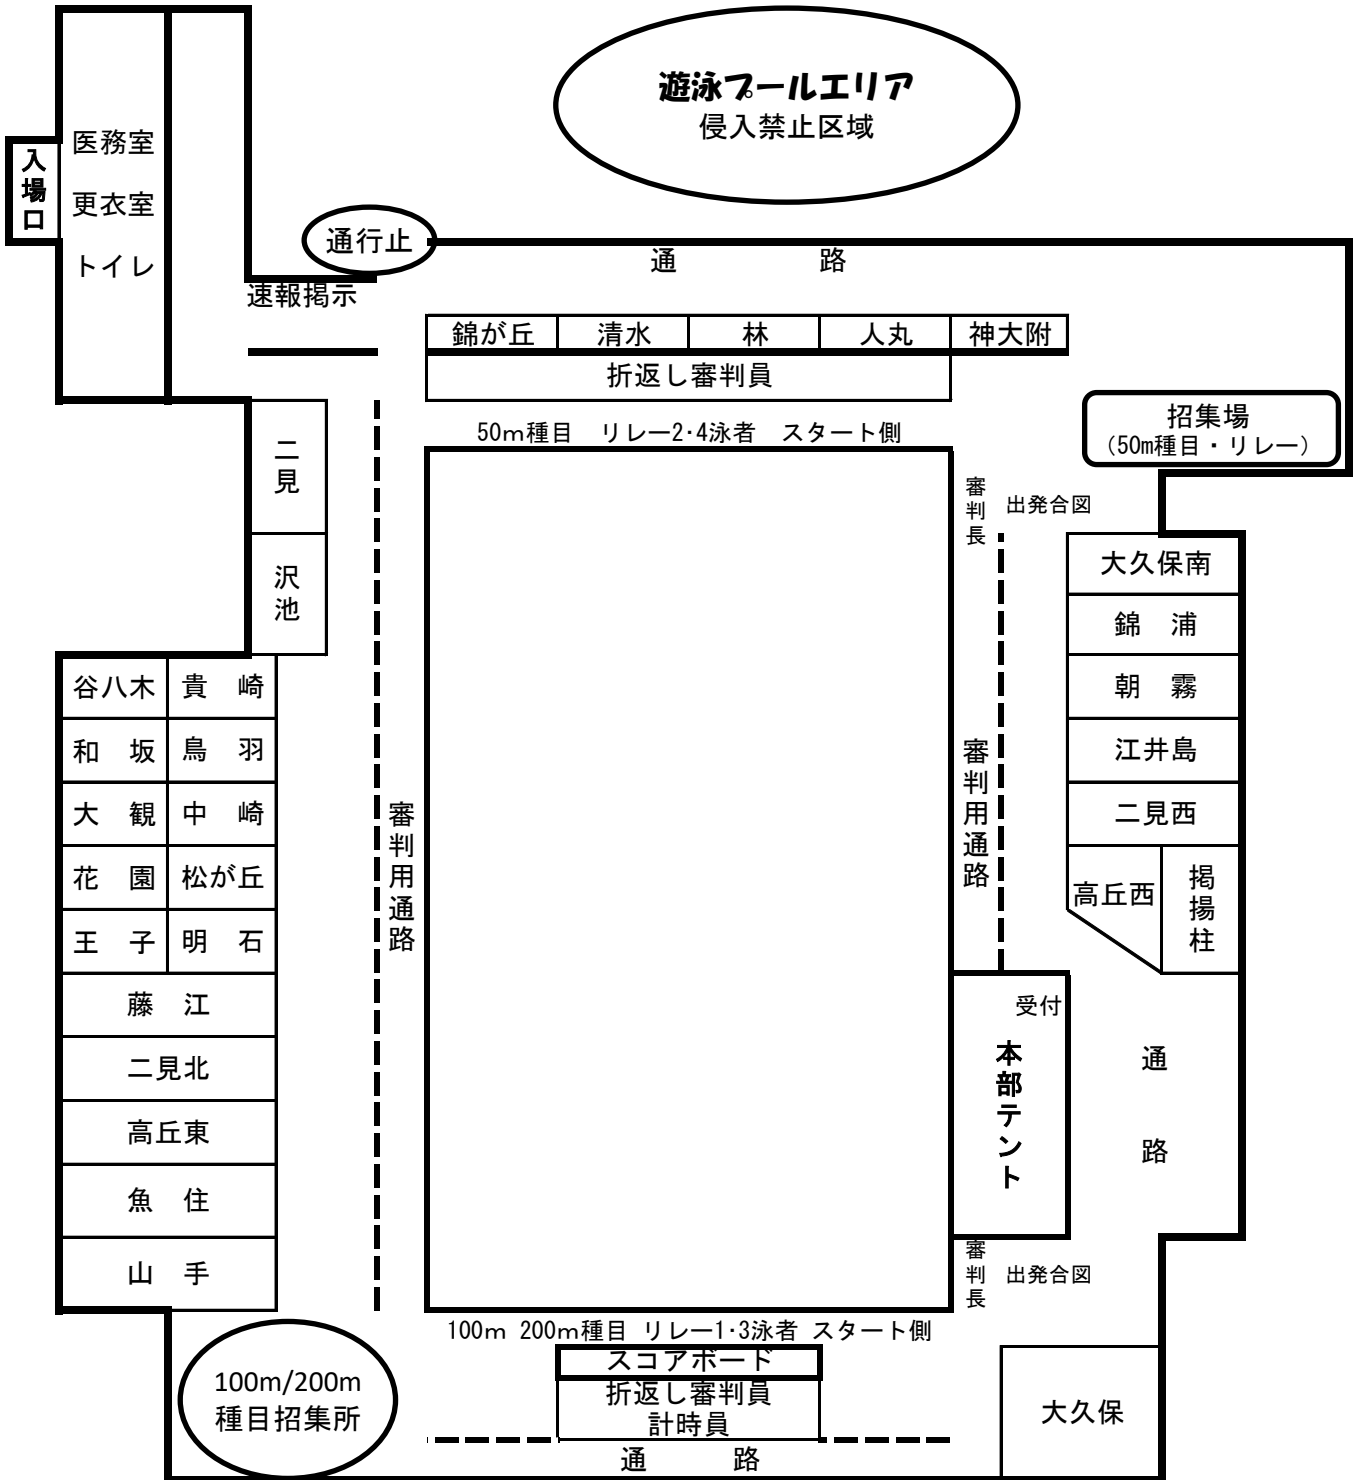 遊泳プールエリア
侵入禁止区域
入場口
医務室
更衣室
トイレ
通行止
通　路
速報掲示
錦が丘
清水
林
人丸
神大附
折返し審判員
招集場
（50m種目・リレー）
50ｍ種目　リレー2･4泳者　スタート側
二見
沢池
審判長
出発合図
大久保南
錦　浦
朝　霧
江井島
二見西
高丘西
掲揚柱
谷八木
貴　崎
和　坂
鳥　羽
大　観
中　崎
花　園
松が丘
王　子
明　石
藤　江
二見北
高丘東
魚　住
山　手
審判用通路
審判用通路
受付
本部テント
通　路
審判長
出発合図
100ｍ 200ｍ種目 リレー1･3泳者 スタート側
スコアボード
折返し審判員
計時員
100m/200m
種目招集所
大久保
通　路